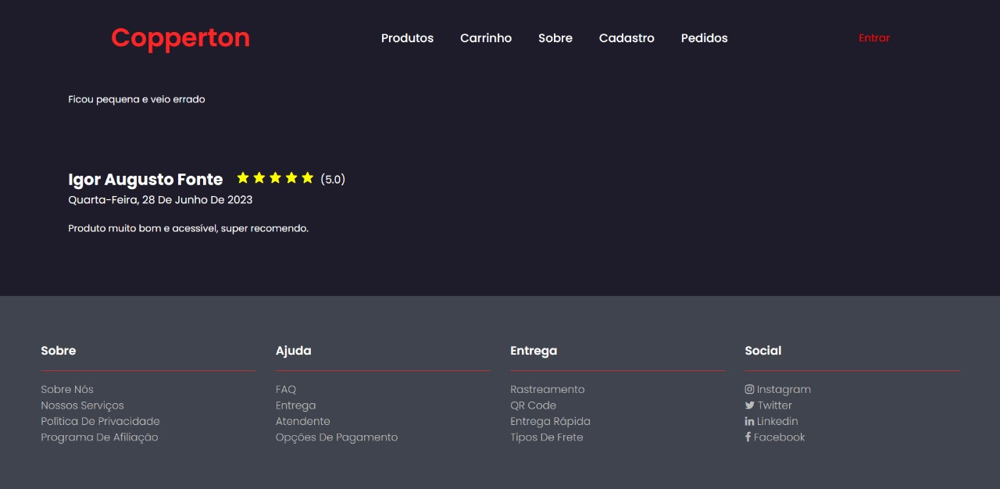 Copperton
Produtos Carrinho Sobre Cadastro Pedidos
Entrar
Ficou pequena e veio errado
Igor Augusto Fonte (5.0)
Quarta-Feira, 28 De Junho De 2023
Produto muito bom e acessível, super recomendo.
Sobre
Sobre Nós
Nossos Serviços
Política De Privacidade
Programa De Afiliação
Ajuda
FAQ
Entrega
Atendente
Opções De Pagamento
Entrega
Rastreamento
QR Code
Entrega Rápida
Tipos De Frete
Social
Instagram
Twitter
Linkedin
Facebook